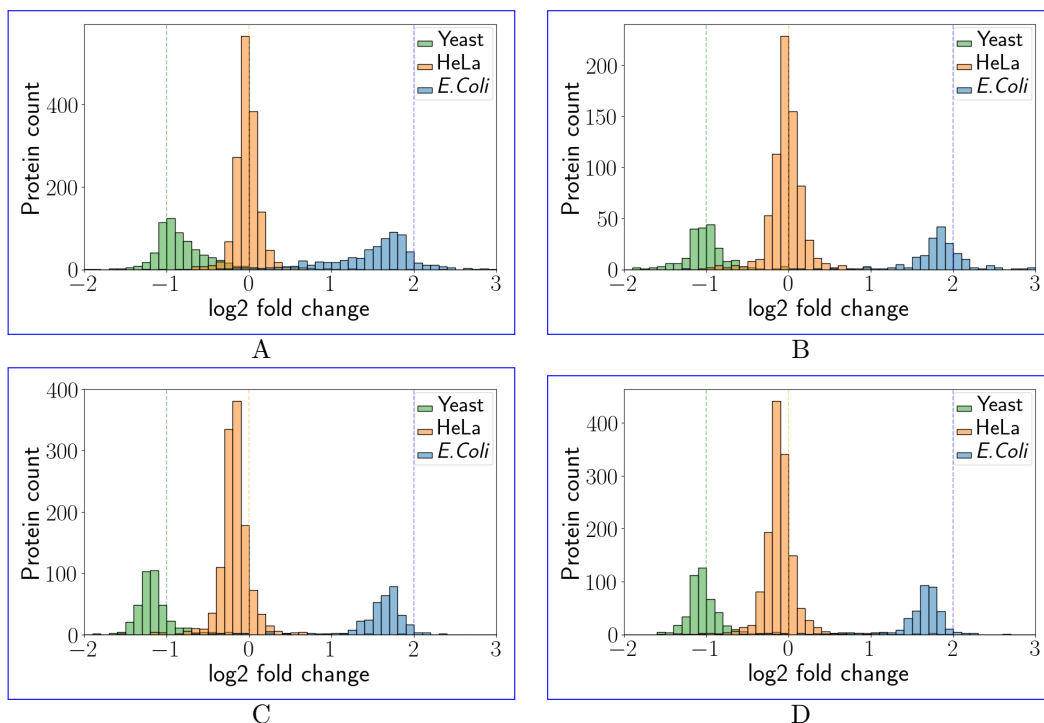 Protein count
400
200
0
−2
−1
0
1
2
3
log2 fold change
Yeast
HeLa
E.Coli
A
Protein count
200
150
100
50
0
−2
−1
0
1
2
3
log2 fold change
Yeast
HeLa
E.Coli
B
Protein count
400
300
200
100
0
−2
−1
0
1
2
3
log2 fold change
Yeast
HeLa
E.Coli
C
Protein count
400
300
200
100
0
−2
−1
0
1
2
3
log2 fold change
Yeast
HeLa
E.Coli
D